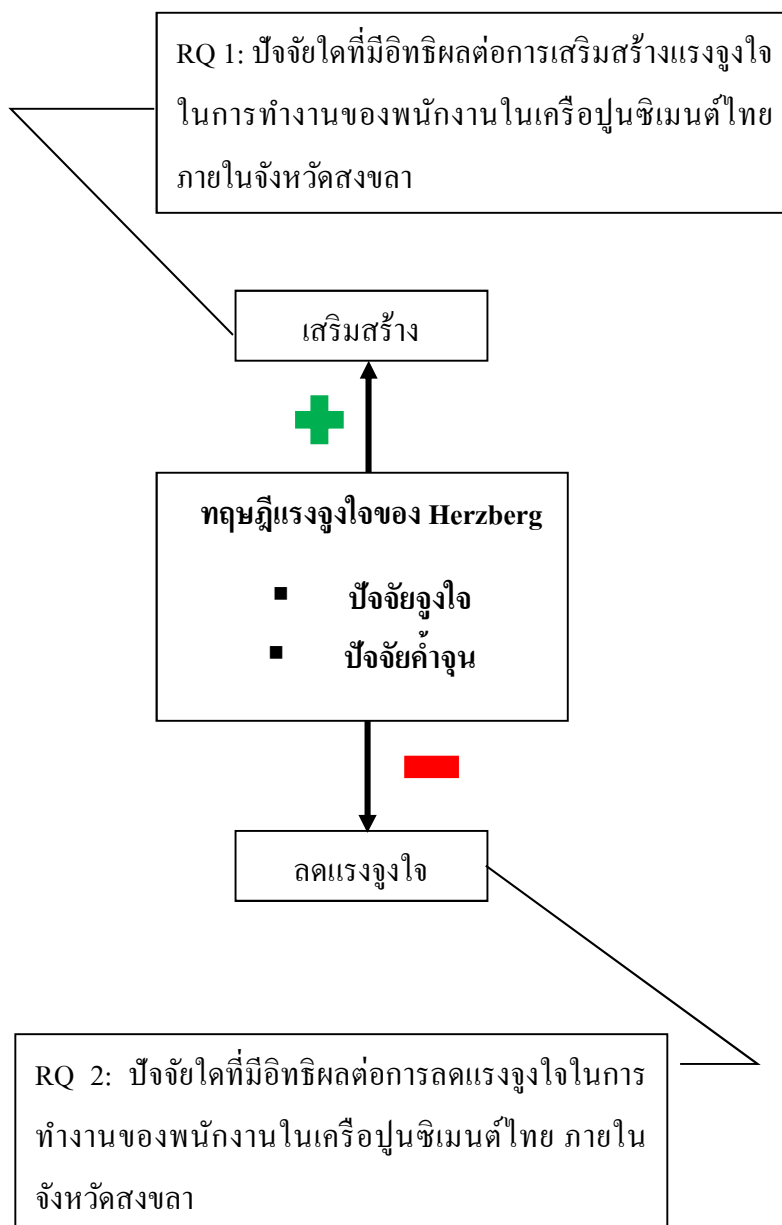 RQ 1: ปัจจัยใดที่มีอิทธิผลต่อการเสริมสร้างแรงจูงใจ
ในการทำงานของพนักงานในเครือปูนซิเมนต์ไทย
ภายในจังหวัดสงขลา
เสริมสร้าง
ทฤษฎีแรงจูงใจของ Herzberg
▪ ปัจจัยจูงใจ
▪ ปัจจัยค้ำจุน
ลดแรงจูงใจ
RQ 2: ปัจจัยใดที่มีอิทธิผลต่อการลดแรงจูงใจในการ
ทำงานของพนักงานในเครือปูนซิเมนต์ไทย ภายใน
จังหวัดสงขลา